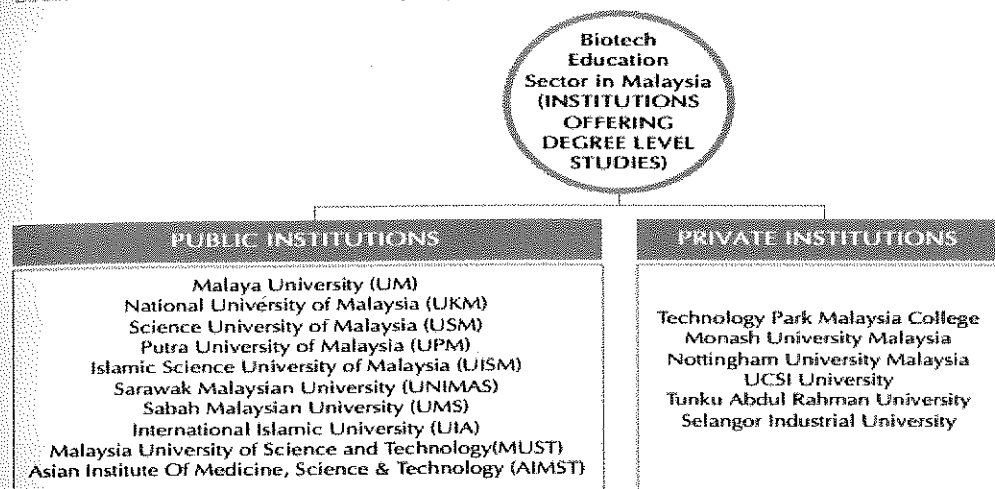 Biotech
Education
Sector in Malaysia
(INSTITUTIONS
OFFERING
DEGREE LEVEL
STUDIES)
PUBLIC INSTITUTIONS
Malaya University (UM)
National University of Malaysia (UKM)
Science University of Malaysia (USM)
Putra University of Malaysia (UPM)
Islamic Science University of Malaysia (UISM)
Sarawak Malaysian University (UNIMAS)
Sabah Malaysian University (UMS)
International Islamic University (UIA)
Malaysia University of Science and Technology(MUST)
Asian Institute Of Medicine, Science & Technology (AIMST)
PRIVATE INSTITUTIONS
Technology Park Malaysia College
Monash University Malaysia
Nottingham University Malaysia
UCSI University
Tunku Abdul Rahman University
Selangor Industrial University